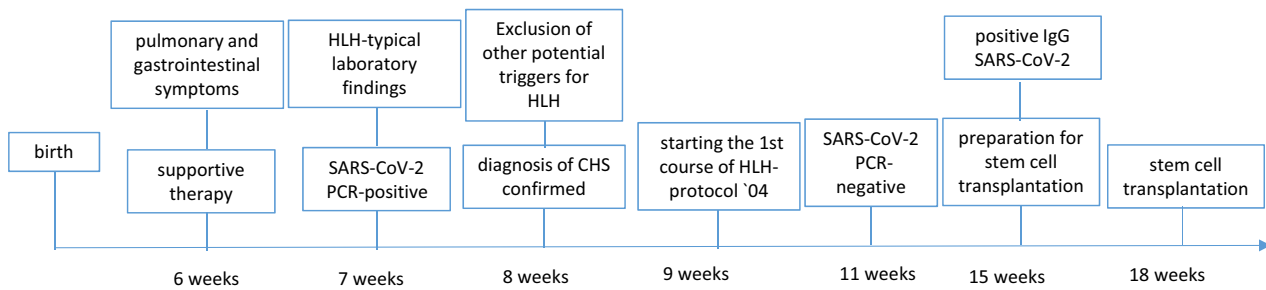 birth
pulmonary and
gastrointestinal
symptoms
supportive
therapy
6 weeks
HLH-typical
laboratory
findings
SARS-CoV-2
PCR-positive
7 weeks
Exclusion of
other potential
triggers for
HLH
diagnosis of CHS
confirmed
8 weeks
starting the 1st
course of HLH-
protocol `04
9 weeks
SARS-CoV-2
PCR-
negative
11 weeks
positive IgG
SARS-CoV-2
preparation for
stem cell
transplantation
15 weeks
stem cell
transplantation
18 weeks